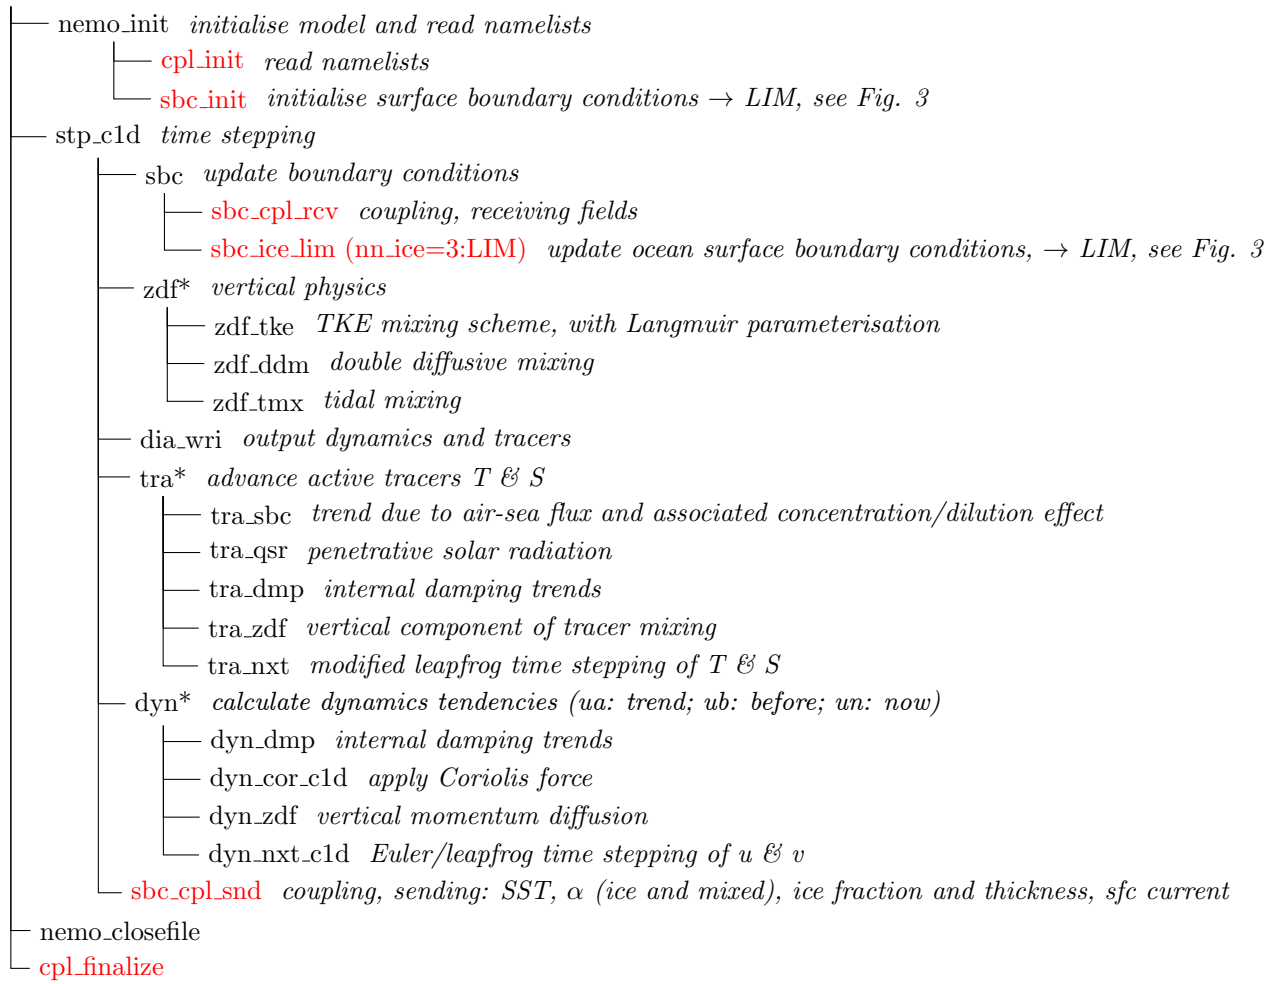 nemo_init initialise model and read namelists
cpl_init read namelists
sbc_init initialise surface boundary conditions → LIM, see Fig. 3
stp_c1d time stepping
sbc update boundary conditions
sbc_cpl_rcv coupling, receiving fields
sbc_ice_lim (nn_ice=3:LIM) update ocean surface boundary conditions, → LIM, see Fig. 3
zdf* vertical physics
zdf_tke TKE mixing scheme, with Langmuir parameterisation
zdf_ddm double diffusive mixing
zdf_tmx tidal mixing
dia_wri output dynamics and tracers
tra* advance active tracers T & S
tra_sbc trend due to air-sea flux and associated concentration/dilution effect
tra_qsr penetrative solar radiation
tra_dmp internal damping trends
tra_zdf vertical component of tracer mixing
tra_nxt modified leapfrog time stepping of T & S
dyn* calculate dynamics tendencies (ua: trend; ub: before; un: now)
dyn_dmp internal damping trends
dyn_cor_c1d apply Coriolis force
dyn_zdf vertical momentum diffusion
dyn_nxt_c1d Euler/leapfrog time stepping of u & v
sbc_cpl_snd coupling, sending: SST, α (ice and mixed), ice fraction and thickness, sfc current
nemo_closefile
cpl_finalize